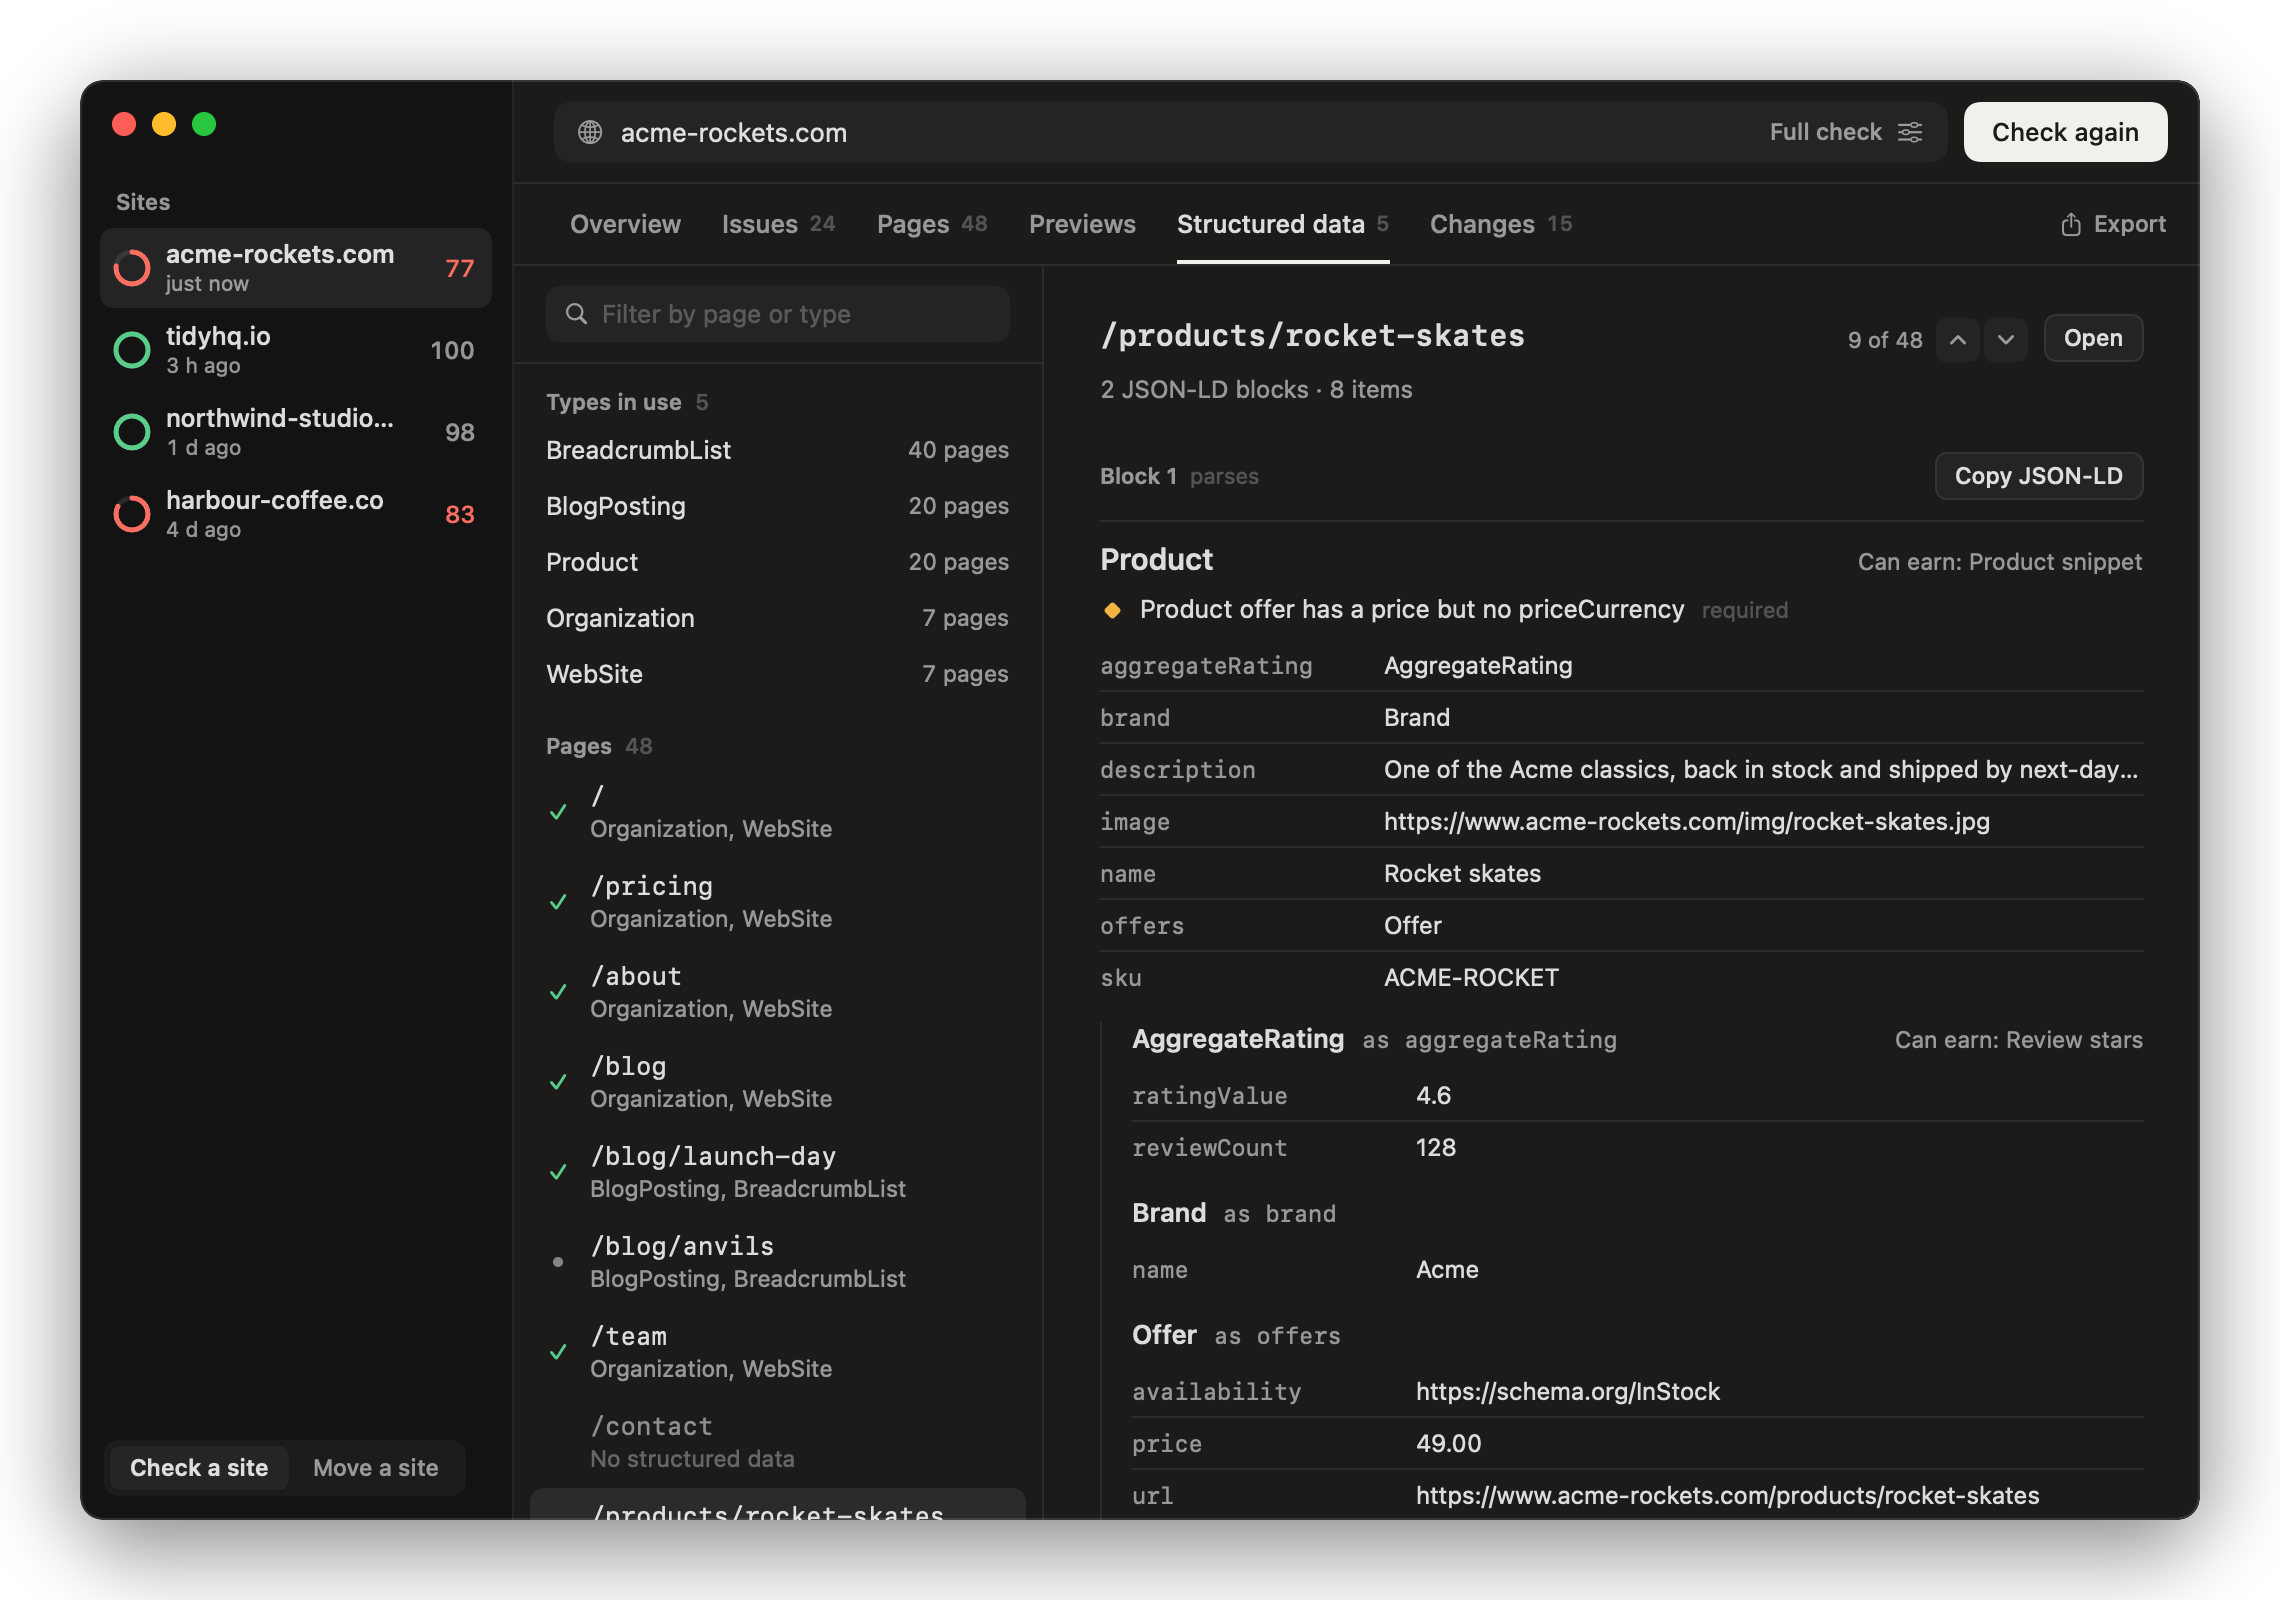 Sites
acme-rockets.com
just now
77
tidyhq.io
3 h ago
100
northwind-studio...
1 d ago
98
harbour-coffee.co
4 d ago
83
Check a site
Move a site
acme-rockets.com
Full check
Check again
Overview
Issues 24
Pages 48
Previews
Structured data 5
Changes 15
Export
Filter by page or type
Types in use 5
BreadcrumbList 40 pages
BlogPosting 20 pages
Product 20 pages
Organization 7 pages
WebSite 7 pages
Pages 48
/
Organization, WebSite
/pricing
Organization, WebSite
/about
Organization, WebSite
/blog
Organization, WebSite
/blog/launch-day
BlogPosting, BreadcrumbList
/blog/anvils
BlogPosting, BreadcrumbList
/team
Organization, WebSite
/contact
No structured data
/products/rocket-skates
/products/rocket-skates
9 of 48
Open
2 JSON-LD blocks · 8 items
Block 1 parses
Copy JSON-LD
Product
Can earn: Product snippet
Product offer has a price but no priceCurrency required
aggregateRating AggregateRating
brand Brand
description One of the Acme classics, back in stock and shipped by next-day...
image https://www.acme-rockets.com/img/rocket-skates.jpg
name Rocket skates
offers Offer
sku ACME-ROCKET
AggregateRating as aggregateRating
Can earn: Review stars
ratingValue 4.6
reviewCount 128
Brand as brand
name Acme
Offer as offers
availability https://schema.org/InStock
price 49.00
url https://www.acme-rockets.com/products/rocket-skates